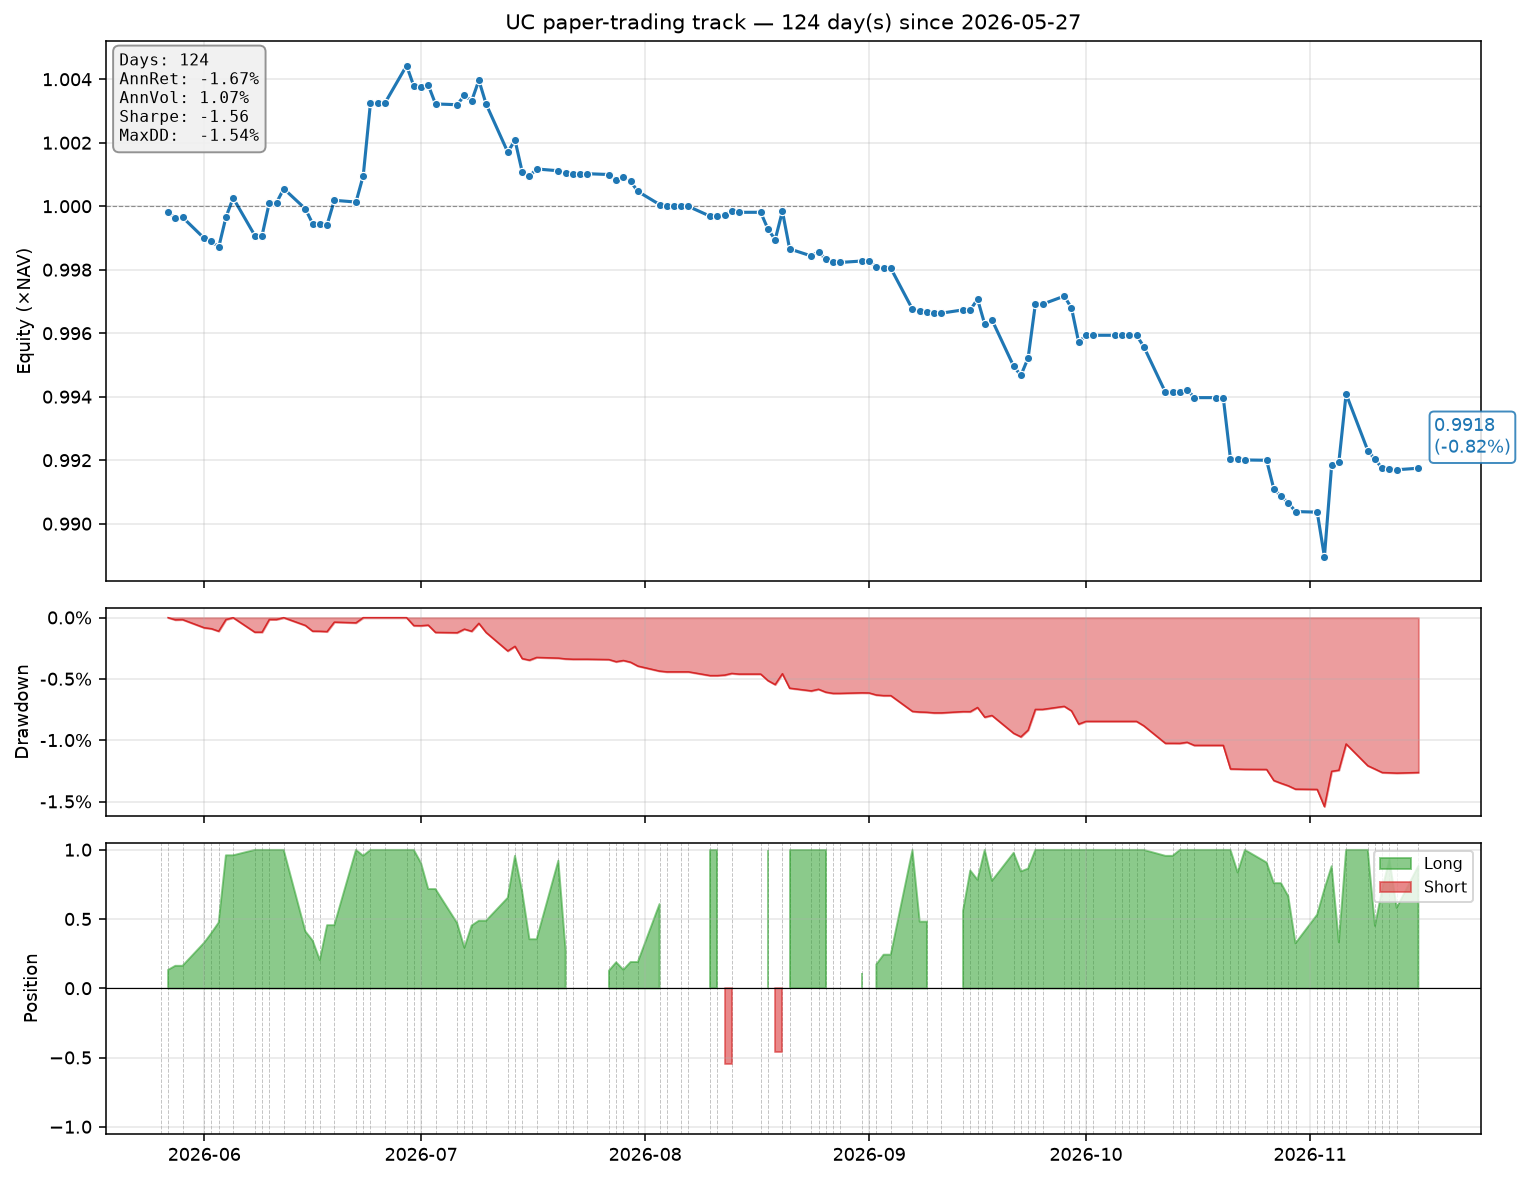 UC paper-trading track — 124 day(s) since 2026-05-27
Days: 124
AnnRet: -1.67%
AnnVol: 1.07%
Sharpe: -1.56
MaxDD:  -1.54%
1.004
1.002
1.000
0.998
0.996
0.994
0.992
0.990
Equity (×NAV)
0.9918
(-0.82%)
0.0%
-0.5%
-1.0%
-1.5%
Drawdown
1.0
0.5
0.0
−0.5
−1.0
Position
Long
Short
2026-06
2026-07
2026-08
2026-09
2026-10
2026-11